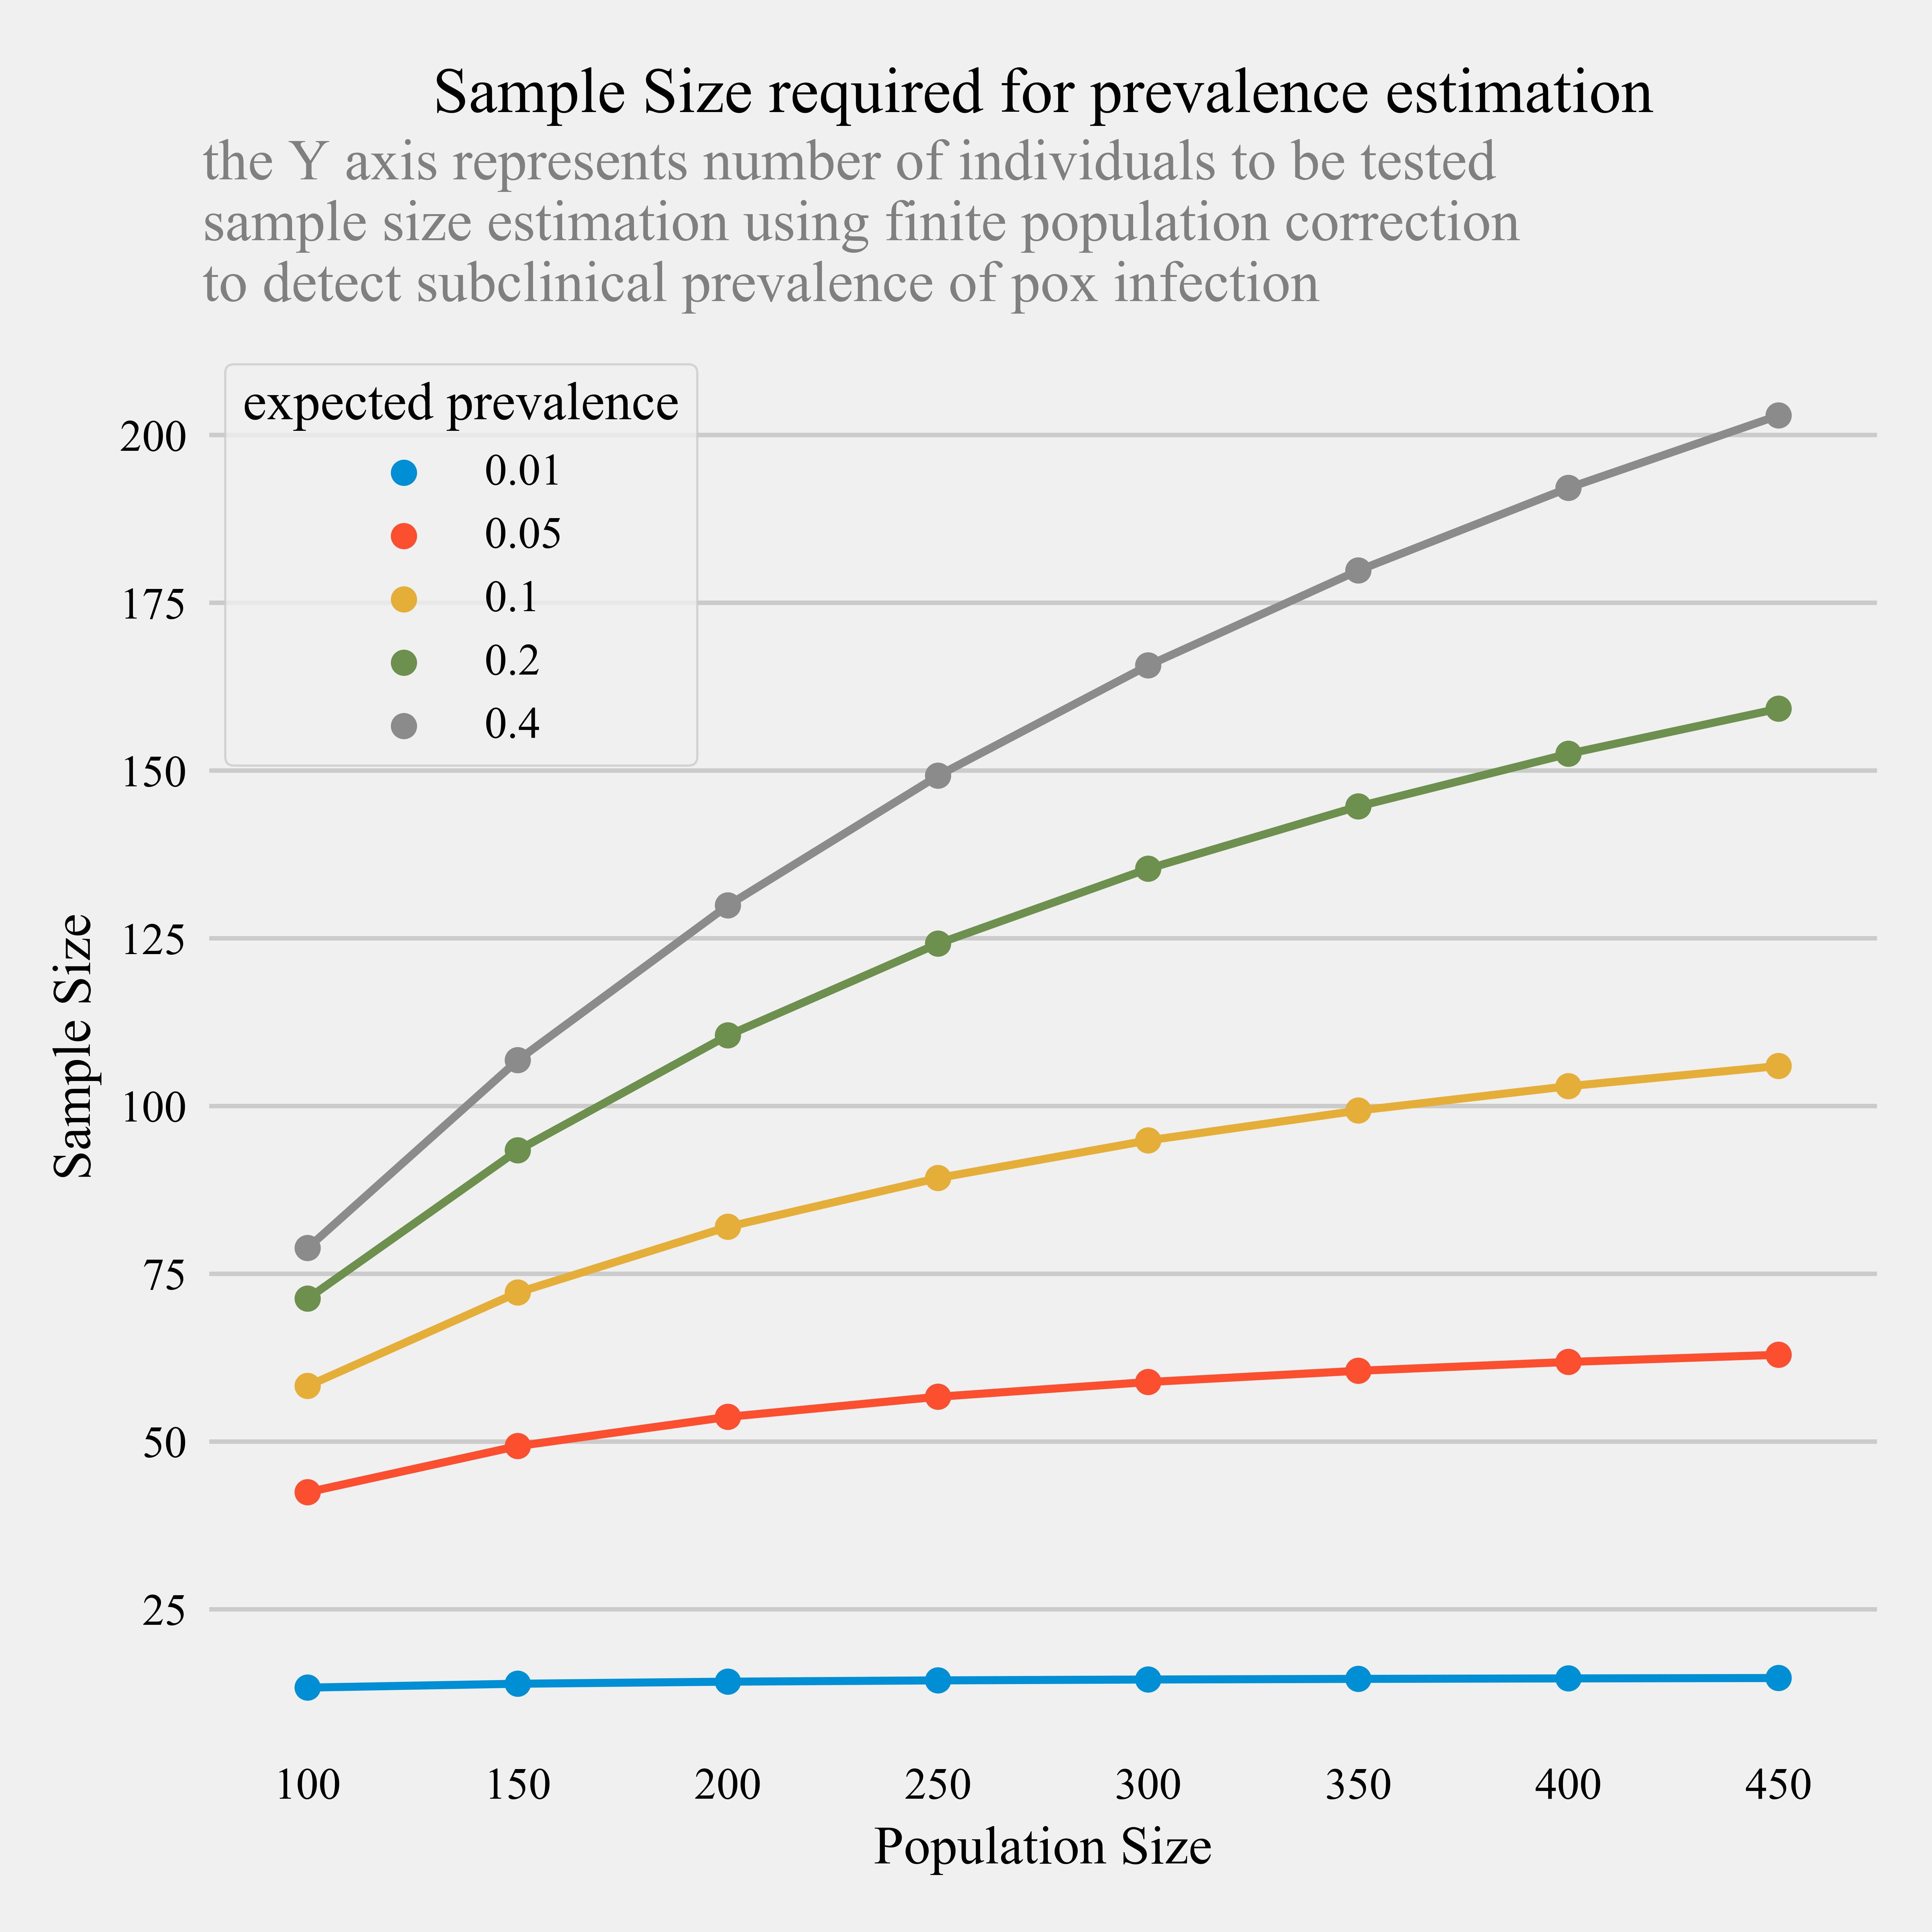 Sample Size required for prevalence estimation
the Y axis represents number of individuals to be tested
sample size estimation using finite population correction
to detect subclinical prevalence of pox infection
expected prevalence
0.01
0.05
0.1
0.2
0.4
200
175
150
125
100
75
50
25
Sample Size
100 150 200 250 300 350 400 450
Population Size